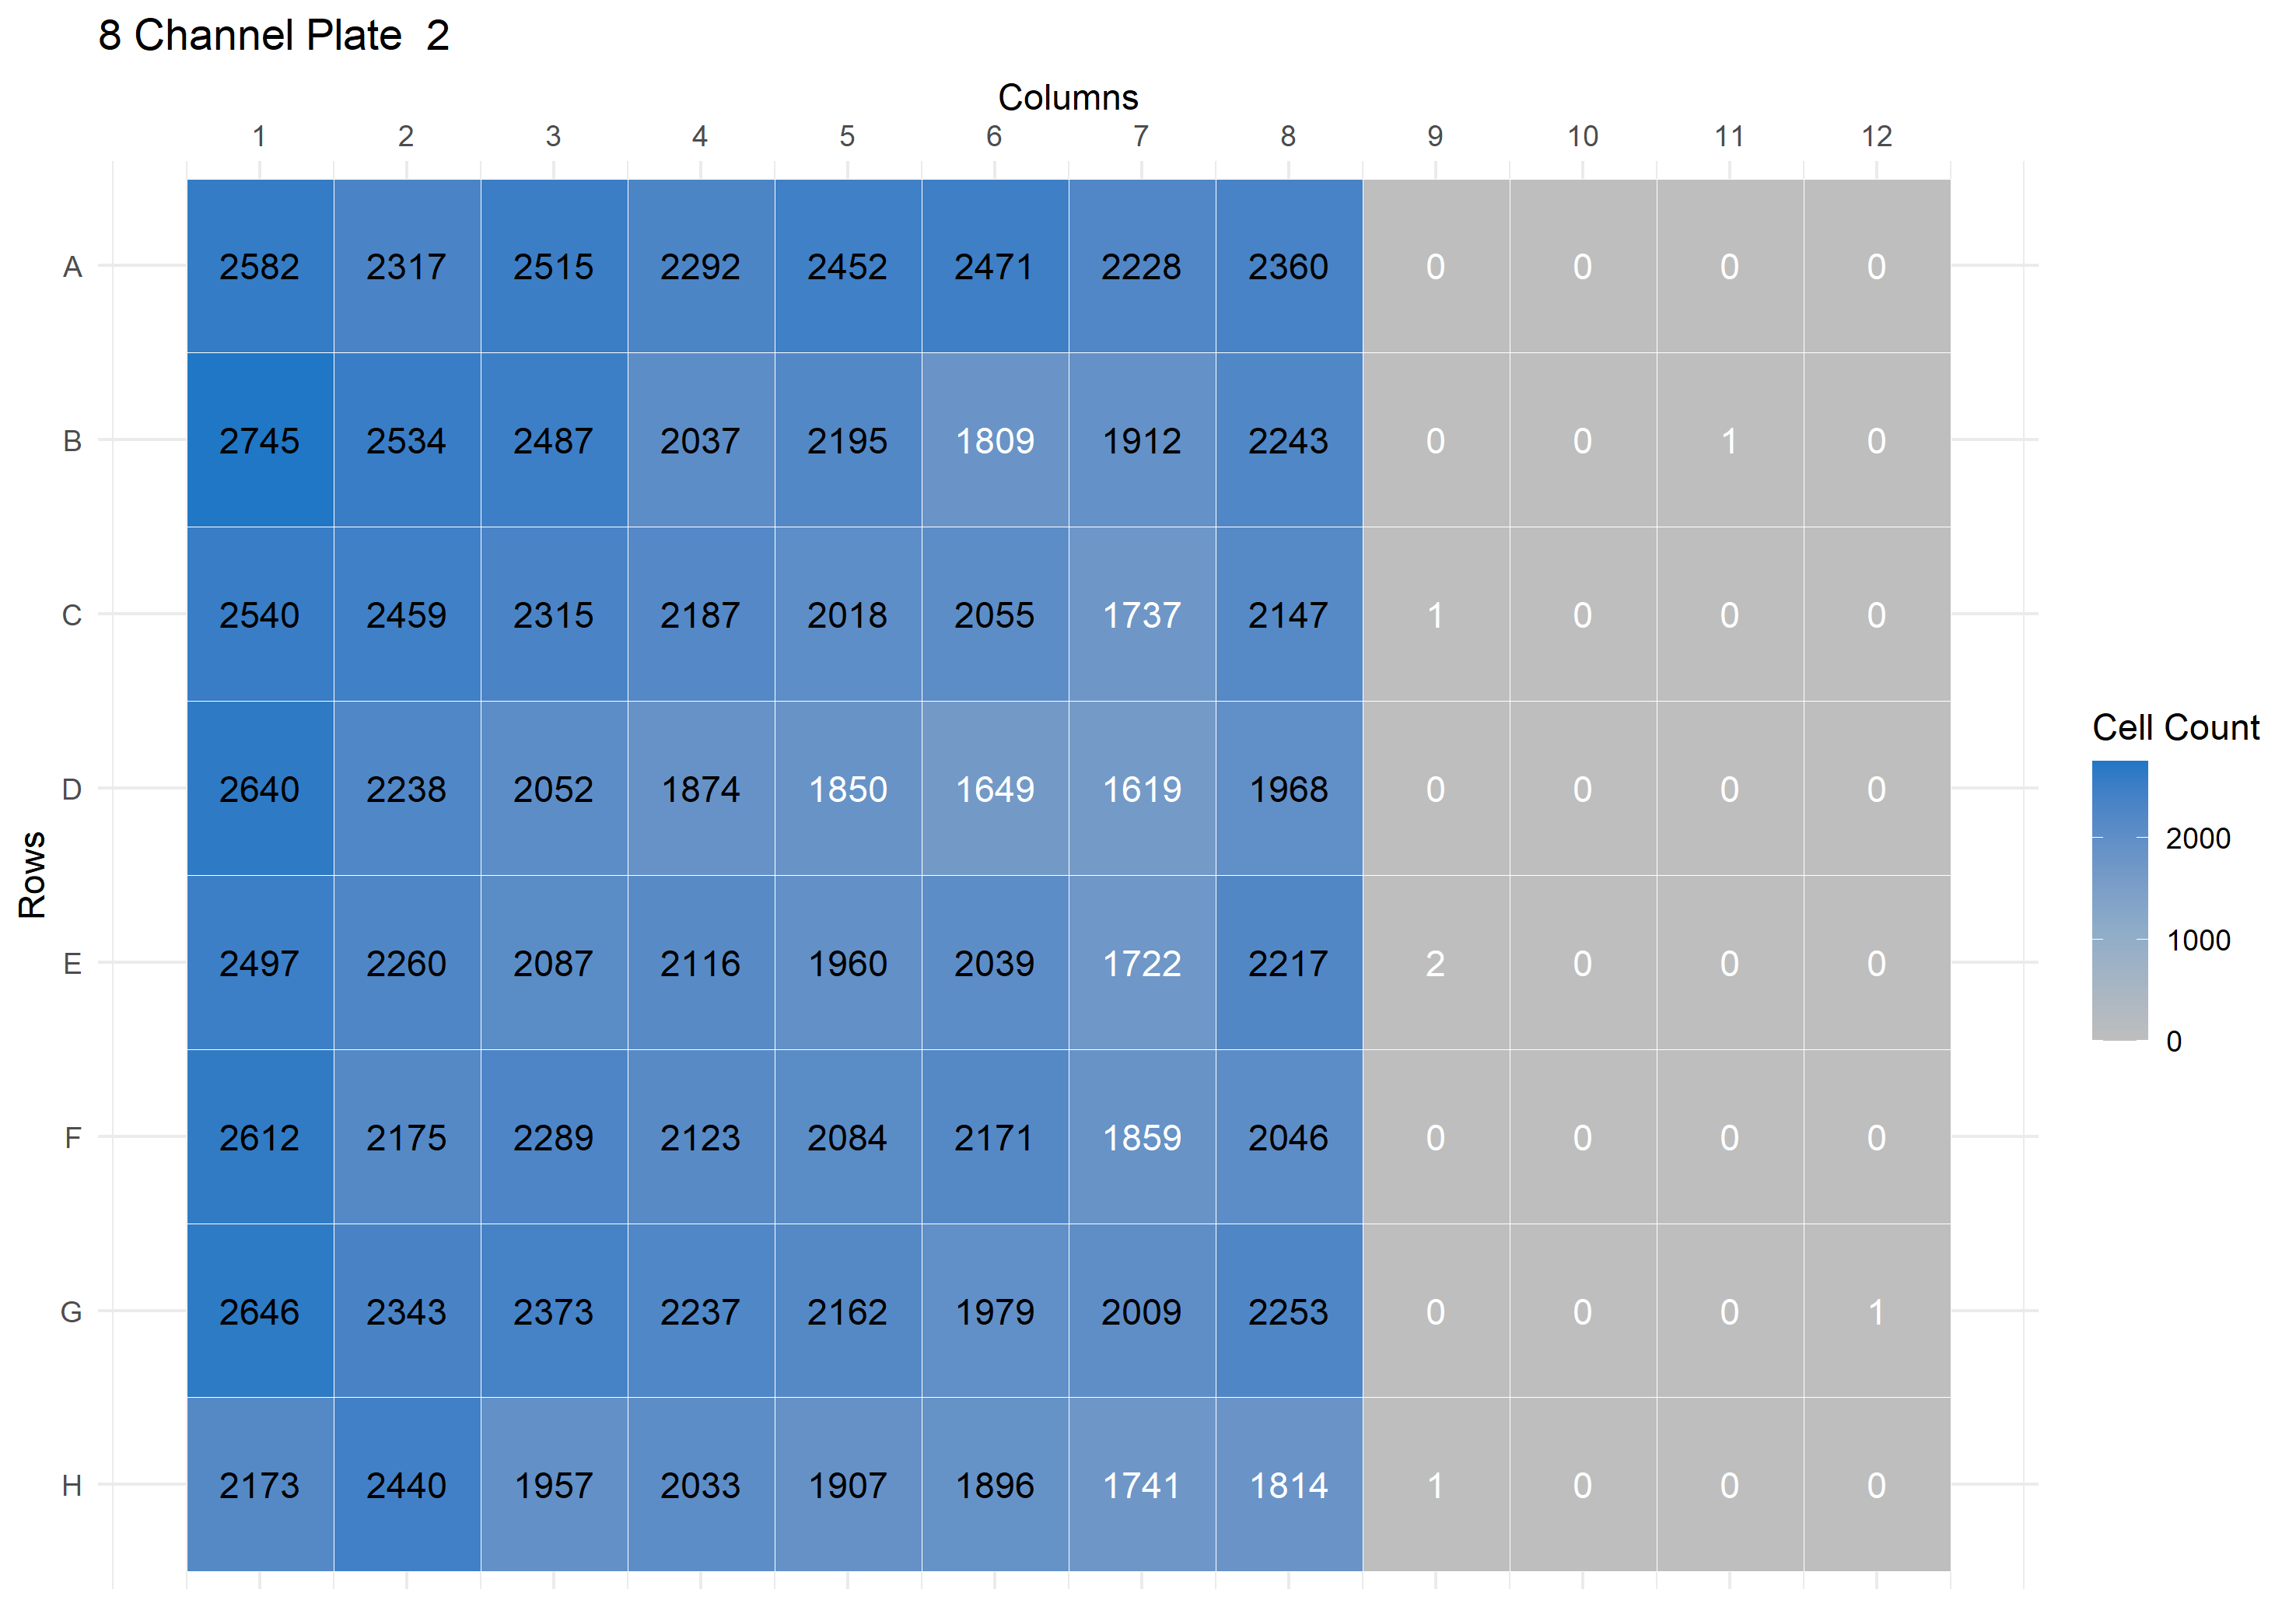 8 Channel Plate  2
Columns
1 2 3 4 5 6 7 8 9 10 11 12
A 2582 2317 2515 2292 2452 2471 2228 2360 0 0 0 0
B 2745 2534 2487 2037 2195 1809 1912 2243 0 0 1 0
C 2540 2459 2315 2187 2018 2055 1737 2147 1 0 0 0
D 2640 2238 2052 1874 1850 1649 1619 1968 0 0 0 0
E 2497 2260 2087 2116 1960 2039 1722 2217 2 0 0 0
F 2612 2175 2289 2123 2084 2171 1859 2046 0 0 0 0
G 2646 2343 2373 2237 2162 1979 2009 2253 0 0 0 1
H 2173 2440 1957 2033 1907 1896 1741 1814 1 0 0 0
Rows
Cell Count
2000
1000
0